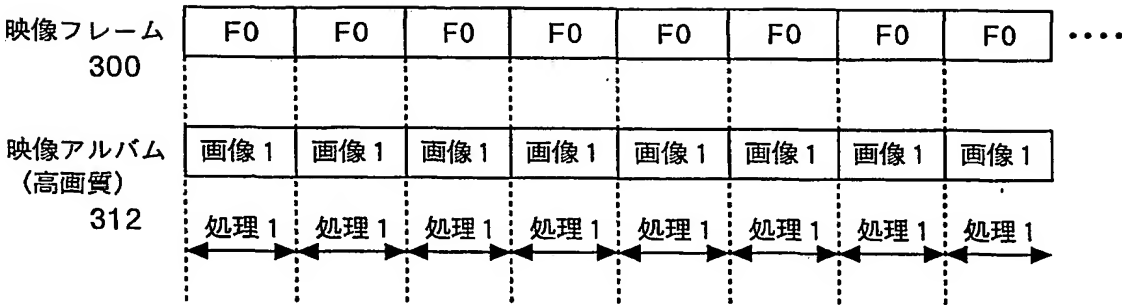 映像フレーム F0 F0 F0 F0 F0 F0 F0 F0 ････
300
映像アルバム 画像1 画像1 画像1 画像1 画像1 画像1 画像1 画像1
（高画質）
312 処理1 処理1 処理1 処理1 処理1 処理1 処理1 処理1